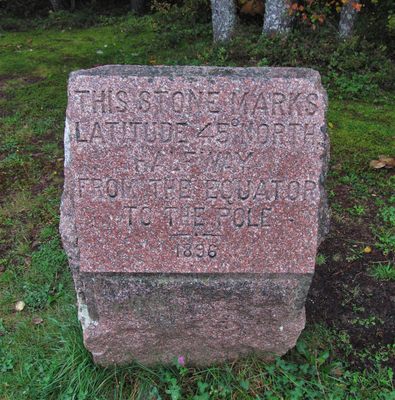 THIS STONE MARKS
LATITUDE 45° NORTH
HALFWAY
FROM THE EQUATOR
TO THE POLE
1896